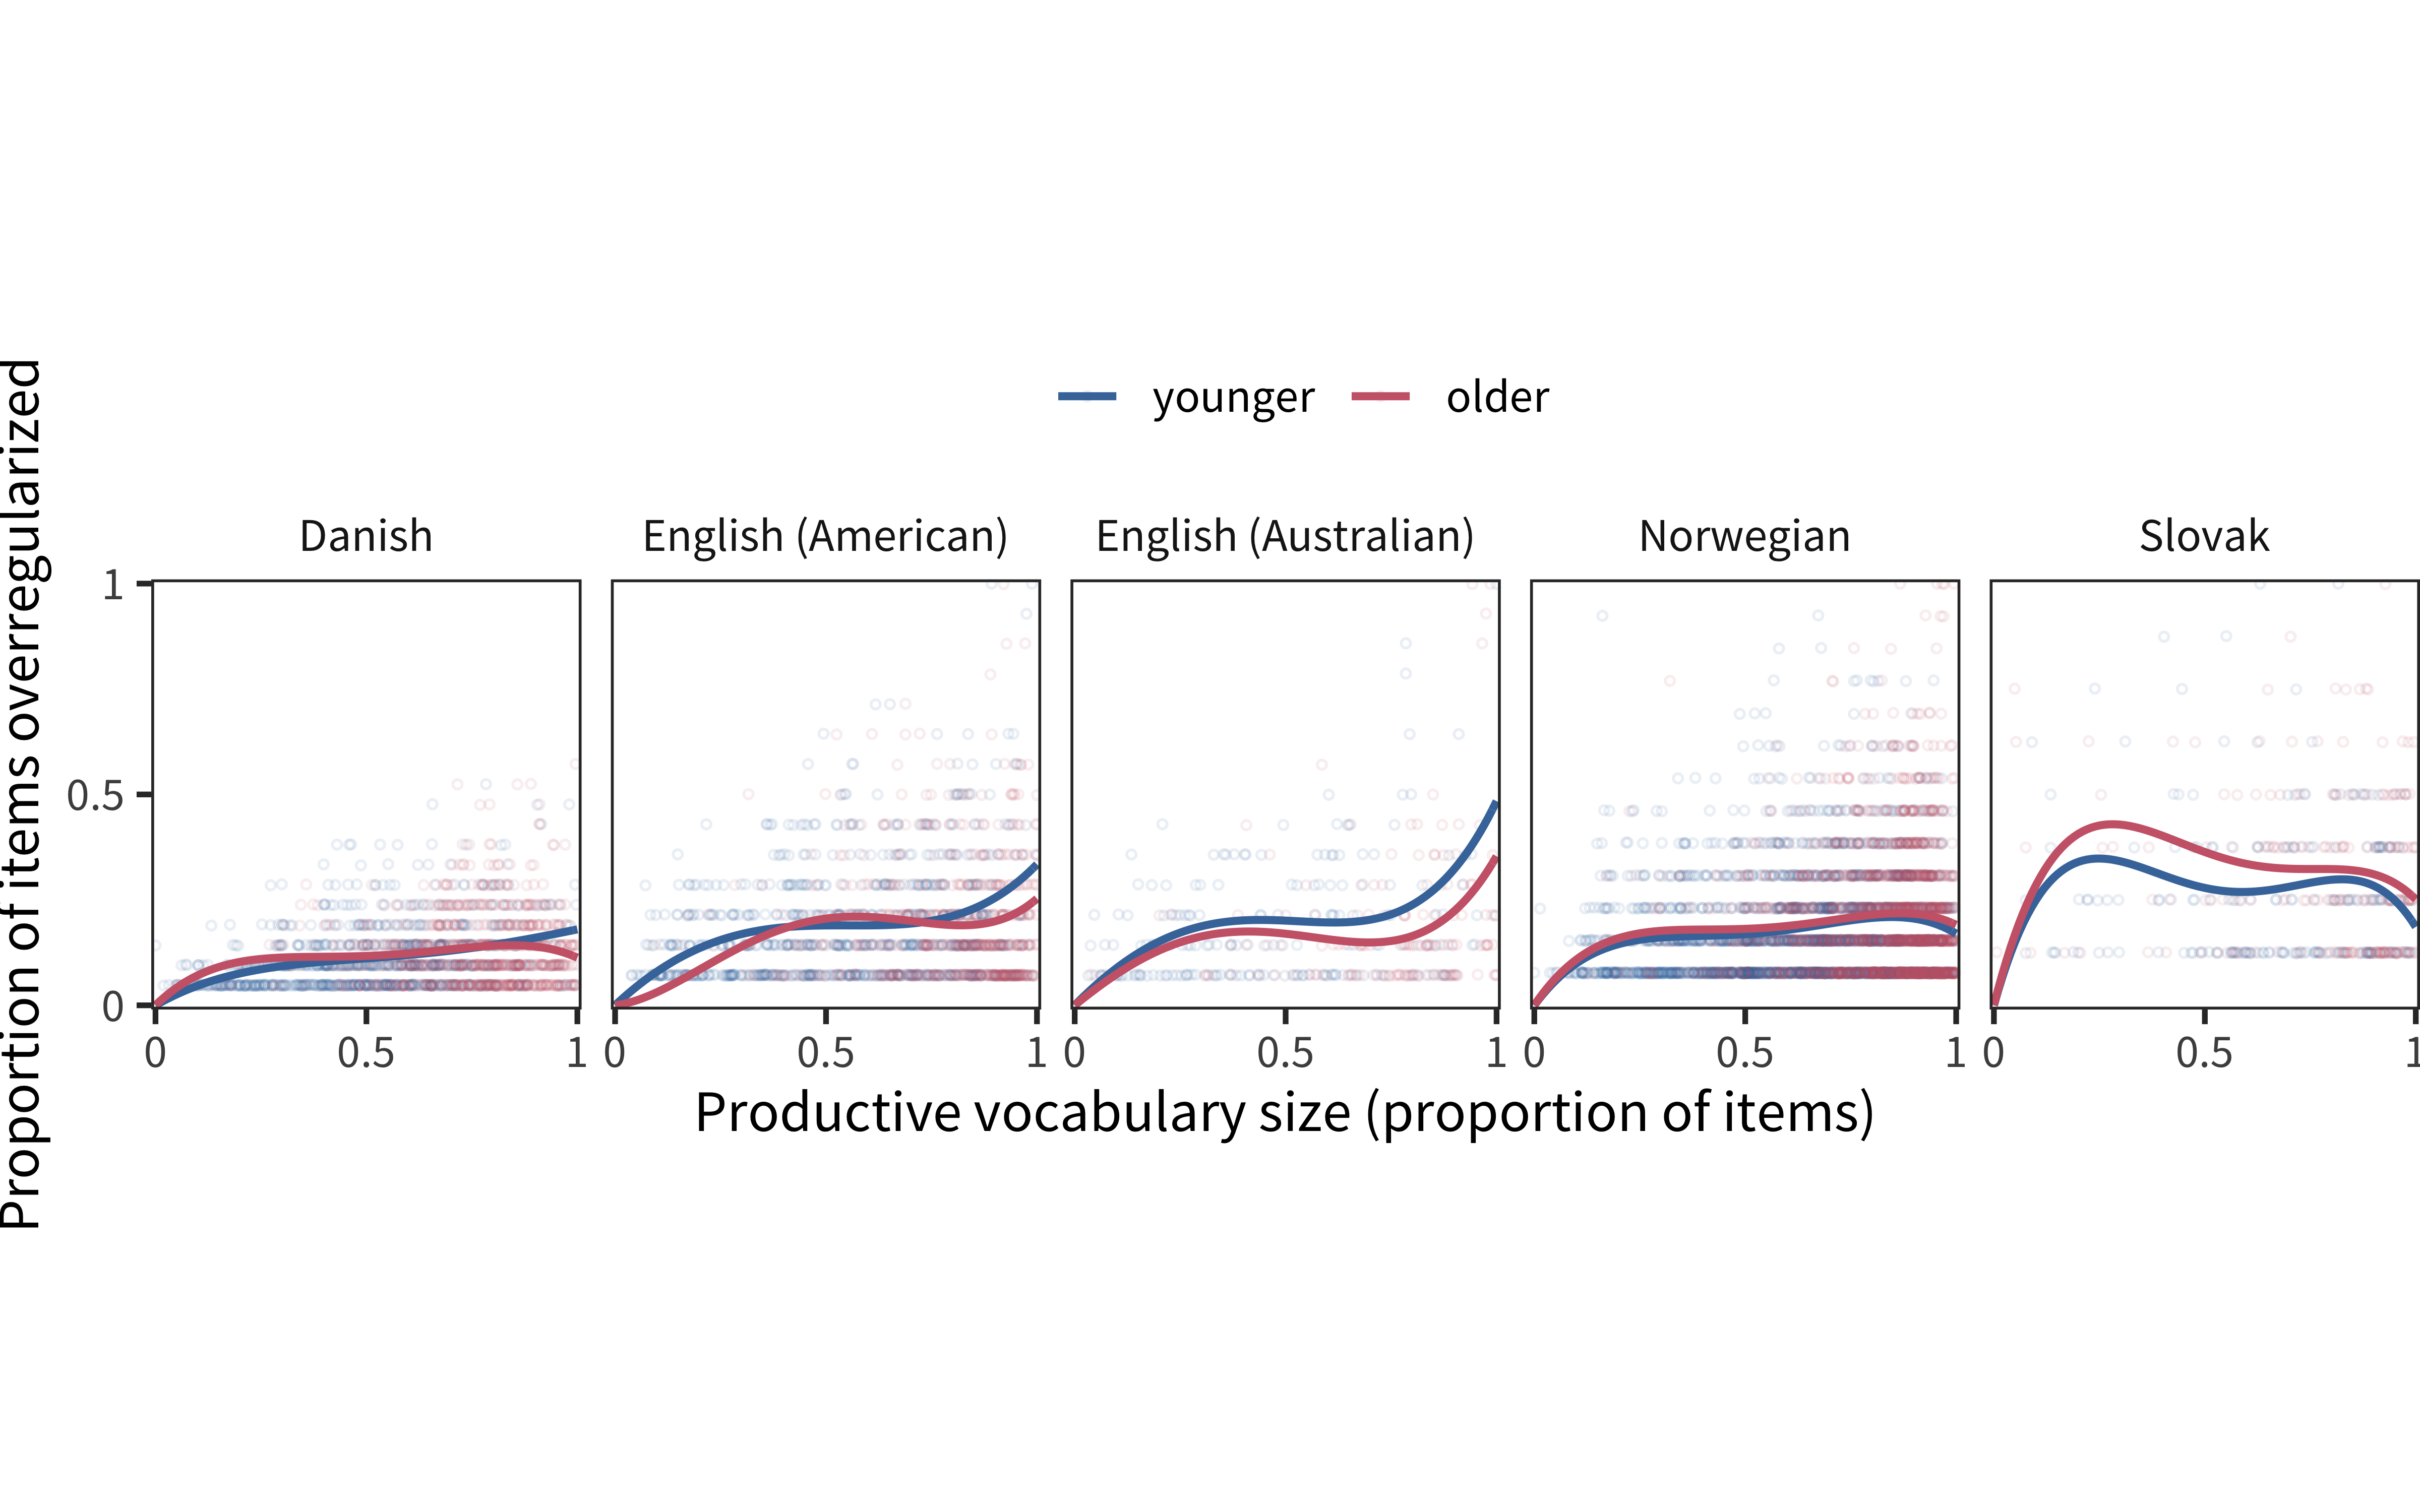 younger older
Danish English (American) English (Australian) Norwegian Slovak
1
0.5
0
0 0.5 1 0 0.5 1 0 0.5 1 0 0.5 1 0 0.5 1
Productive vocabulary size (proportion of items)
Proportion of items overregularized